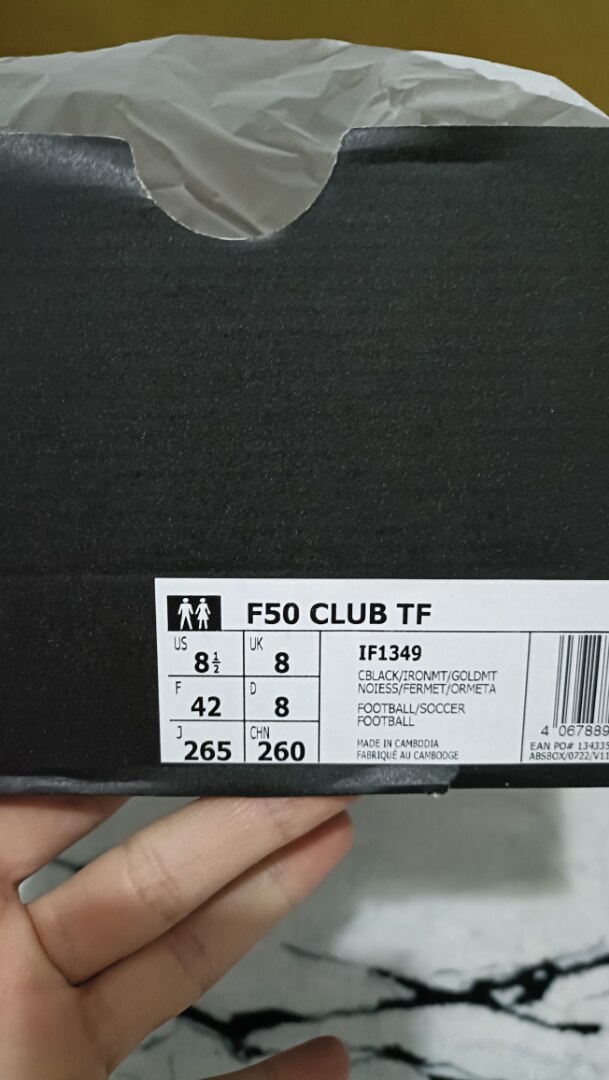 F50 CLUB TF
US 8½
UK 8
F 42
D 8
J 265
CHN 260
IF1349
CBLACK/IRONMT/GOLDMT
NOIESS/FERMET/ORMETA
FOOTBALL/SOCCER
FOOTBALL
MADE IN CAMBODIA
FABRIQUÉ AU CAMBODGE
4 067889
EAN PO# 134335
ABSBOX/0722/V11